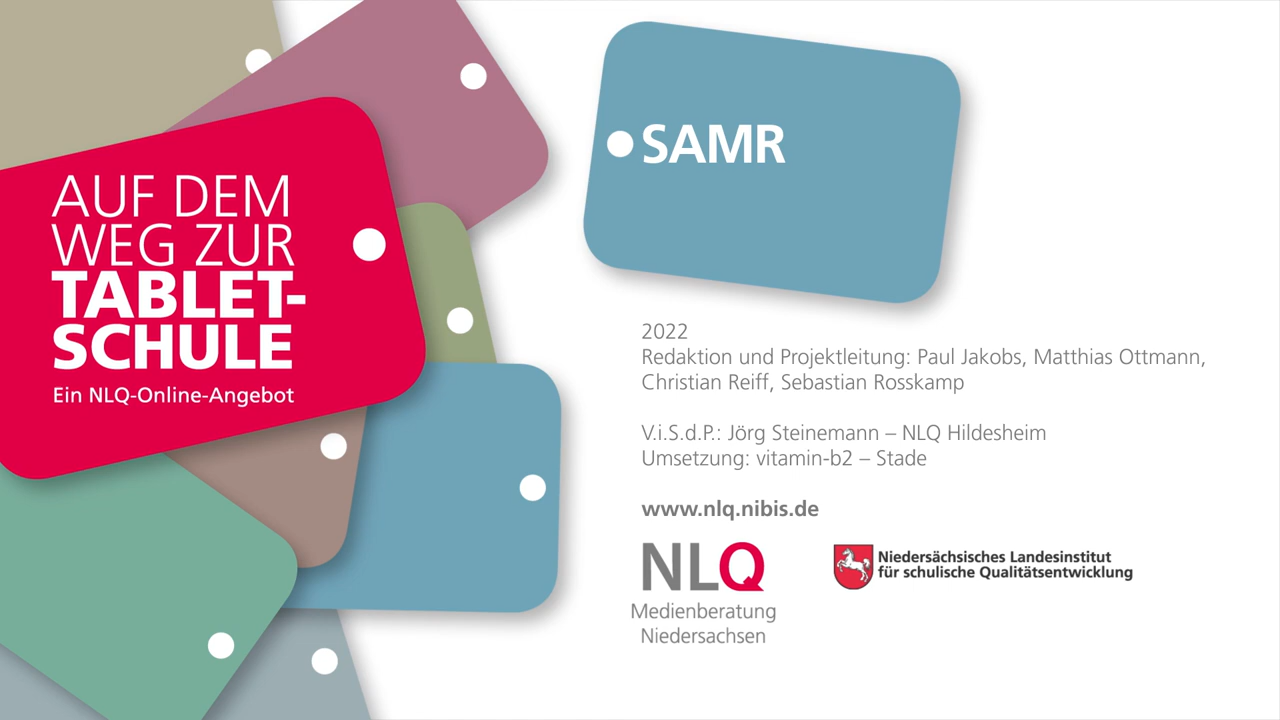 AUF DEM
WEG ZUR
TABLET-
SCHULE
Ein NLQ-Online-Angebot
SAMR
2022
Redaktion und Projektleitung: Paul Jakobs, Matthias Ottmann,
Christian Reiff, Sebastian Rosskamp
V.i.S.d.P.: Jörg Steinemann – NLQ Hildesheim
Umsetzung: vitamin-b2 – Stade
www.nlq.nibis.de
NLQ
Medienberatung
Niedersachsen
Niedersächsisches Landesinstitut
für schulische Qualitätsentwicklung